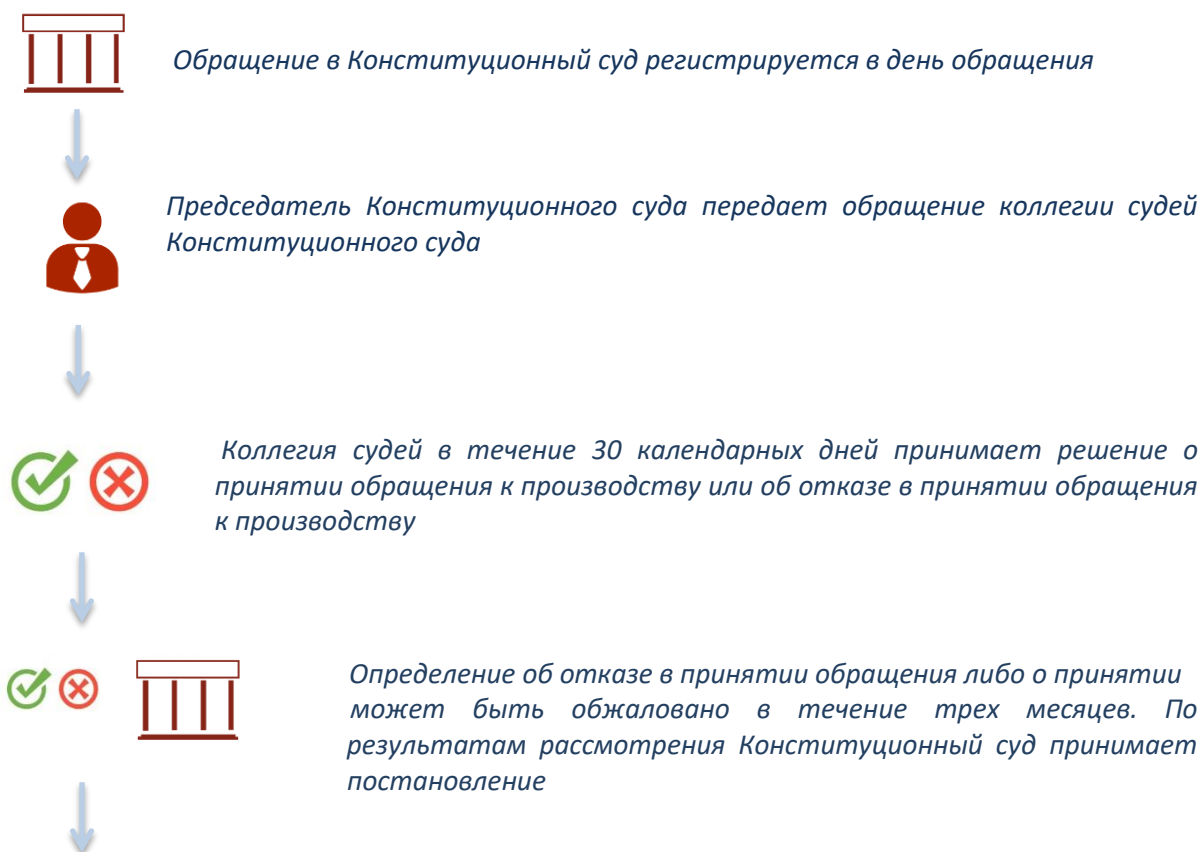 Обращение в Конституционный суд регистрируется в день обращения
Председатель Конституционного суда передает обращение коллегии судей
Конституционного суда
Коллегия судей в течение 30 календарных дней принимает решение о
принятии обращения к производству или об отказе в принятии обращения
к производству
Определение об отказе в принятии обращения либо о принятии
может быть обжаловано в течение трех месяцев. По
результатам рассмотрения Конституционный суд принимает
постановление